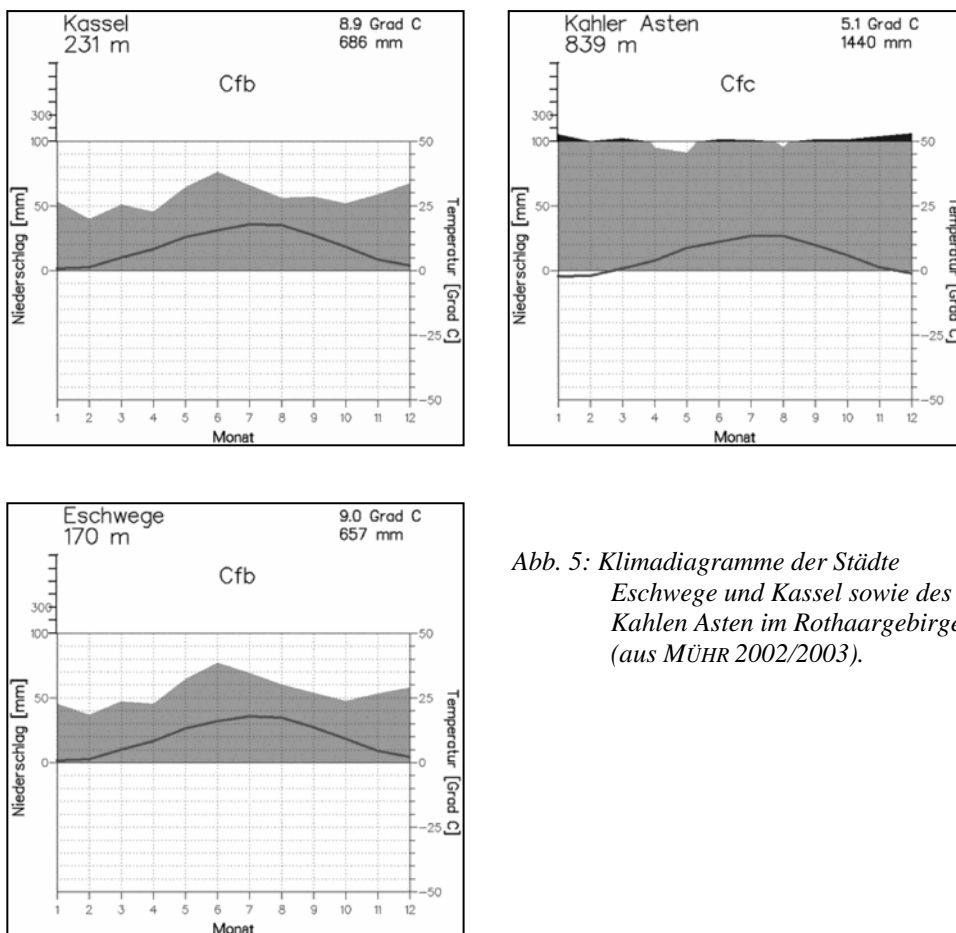 Kassel 8.9 Grad C
231 m 686 mm
Cfb
300
100 50
50 25
0 0
-25
-50
Niederschlag [mm]
Temperatur [Grad C]
1 2 3 4 5 6 7 8 9 10 11 12
Monat
Kahler Asten 5.1 Grad C
839 m 1440 mm
Cfc
300
100 50
50 25
0 0
-25
-50
Niederschlag [mm]
Temperatur [Grad C]
1 2 3 4 5 6 7 8 9 10 11 12
Monat
Eschwege 9.0 Grad C
170 m 657 mm
Cfb
300
100 50
50 25
0 0
-25
-50
Niederschlag [mm]
Temperatur [Grad C]
1 2 3 4 5 6 7 8 9 10 11 12
Monat
Abb. 5: Klimadiagramme der Städte
Eschwege und Kassel sowie des
Kahlen Asten im Rothaargebirge
(aus MÜHR 2002/2003).